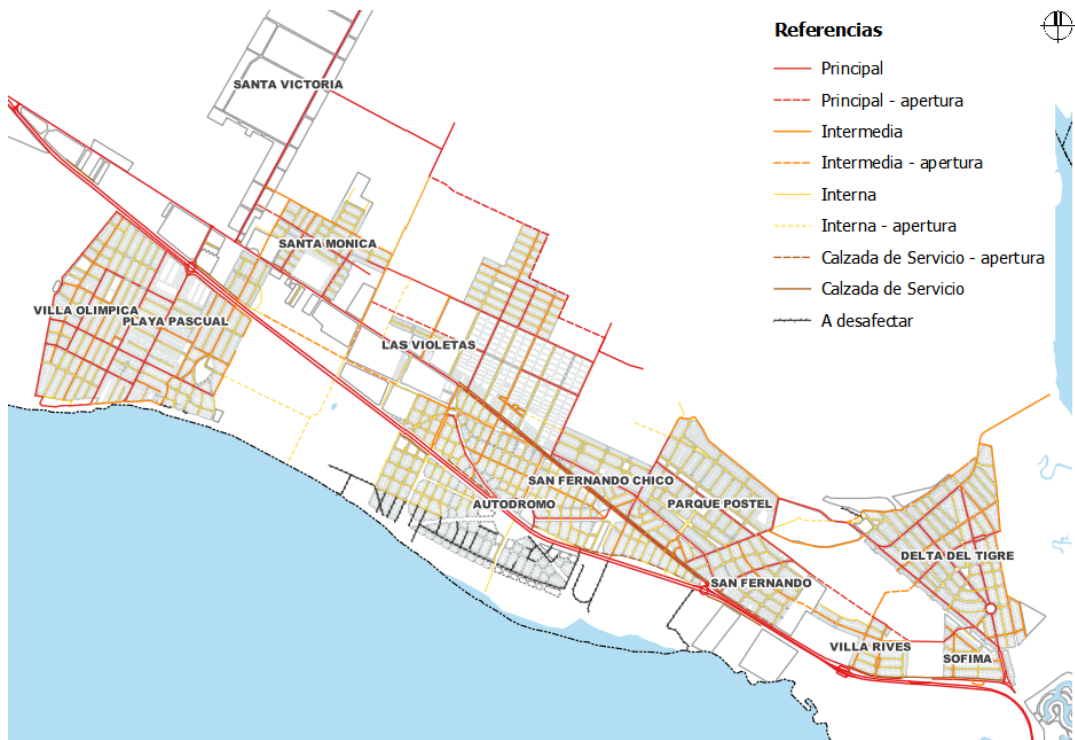 Referencias
Principal
Principal - apertura
Intermedia
Intermedia - apertura
Interna
Interna - apertura
Calzada de Servicio - apertura
Calzada de Servicio
A desafectar
SANTA VICTORIA
SANTA MONICA
VILLA OLIMPICA
PLAYA PASCUAL
LAS VIOLETAS
SAN FERNANDO CHICO
AUTODROMO
PARQUE POSTEL
DELTA DEL TIGRE
SAN FERNANDO
VILLA RIVES
SOFIMA